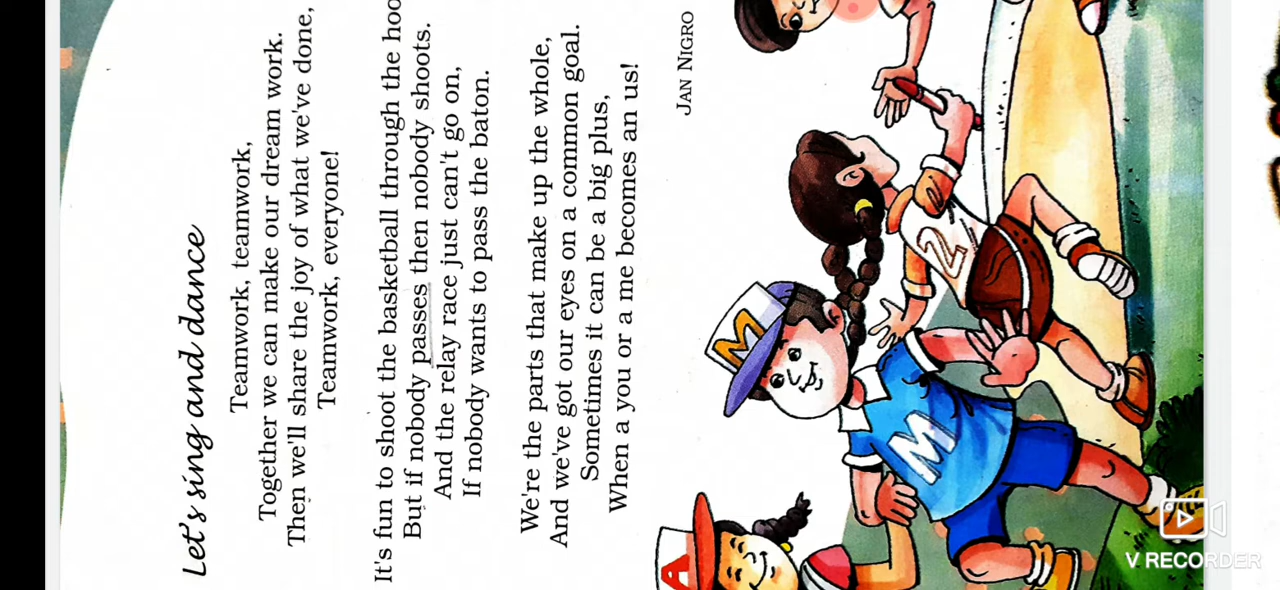 Let's sing and dance
Teamwork, teamwork,
Together we can make our dream work.
Then we'll share the joy of what we've done,
Teamwork, everyone!
It's fun to shoot the basketball through the hoo
But if nobody passes then nobody shoots.
And the relay race just can't go on,
If nobody wants to pass the baton.
We're the parts that make up the whole,
And we've got our eyes on a common goal.
Sometimes it can be a big plus,
When a you or a me becomes an us!
JAN NIGRO
2
M
M
A
V RECORDER